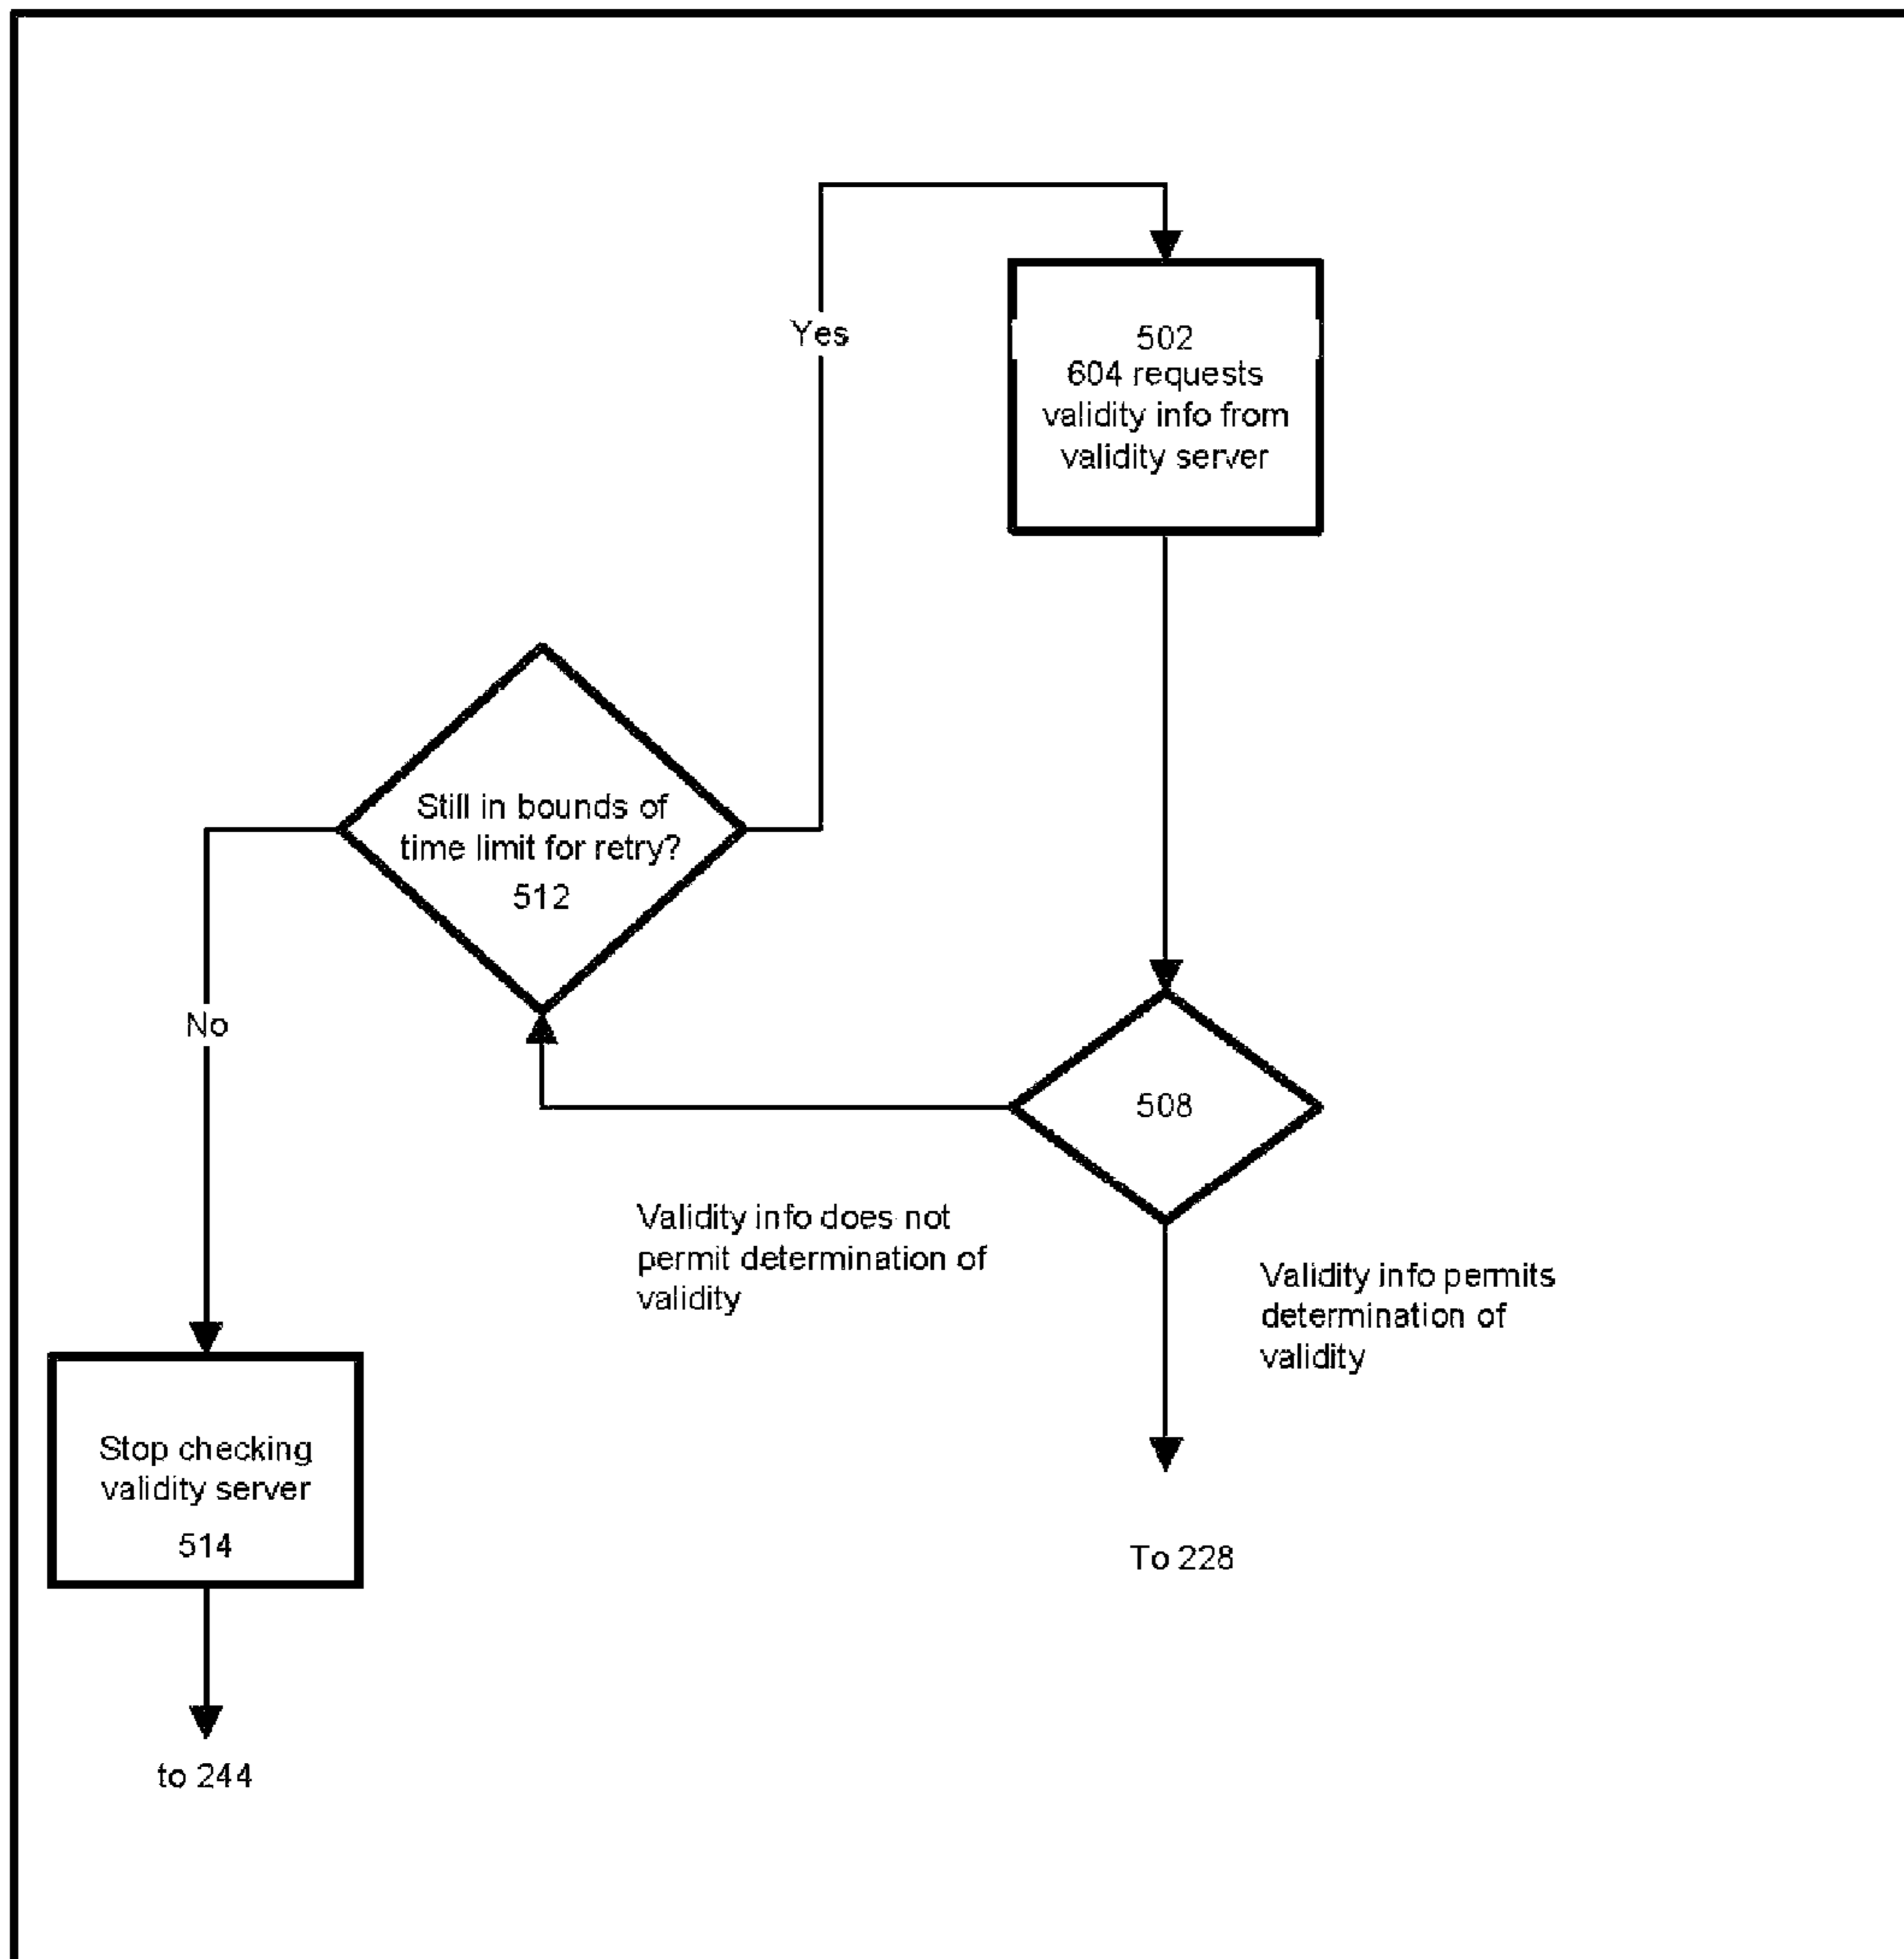 Yes
502
604 requests
validity info from
validity server
Still in bounds of
time limit for retry?
512
No
508
Validity info does not
permit determination of
validity
Validity info permits
determination of
validity
Stop checking
validity server
514
To 228
to 244